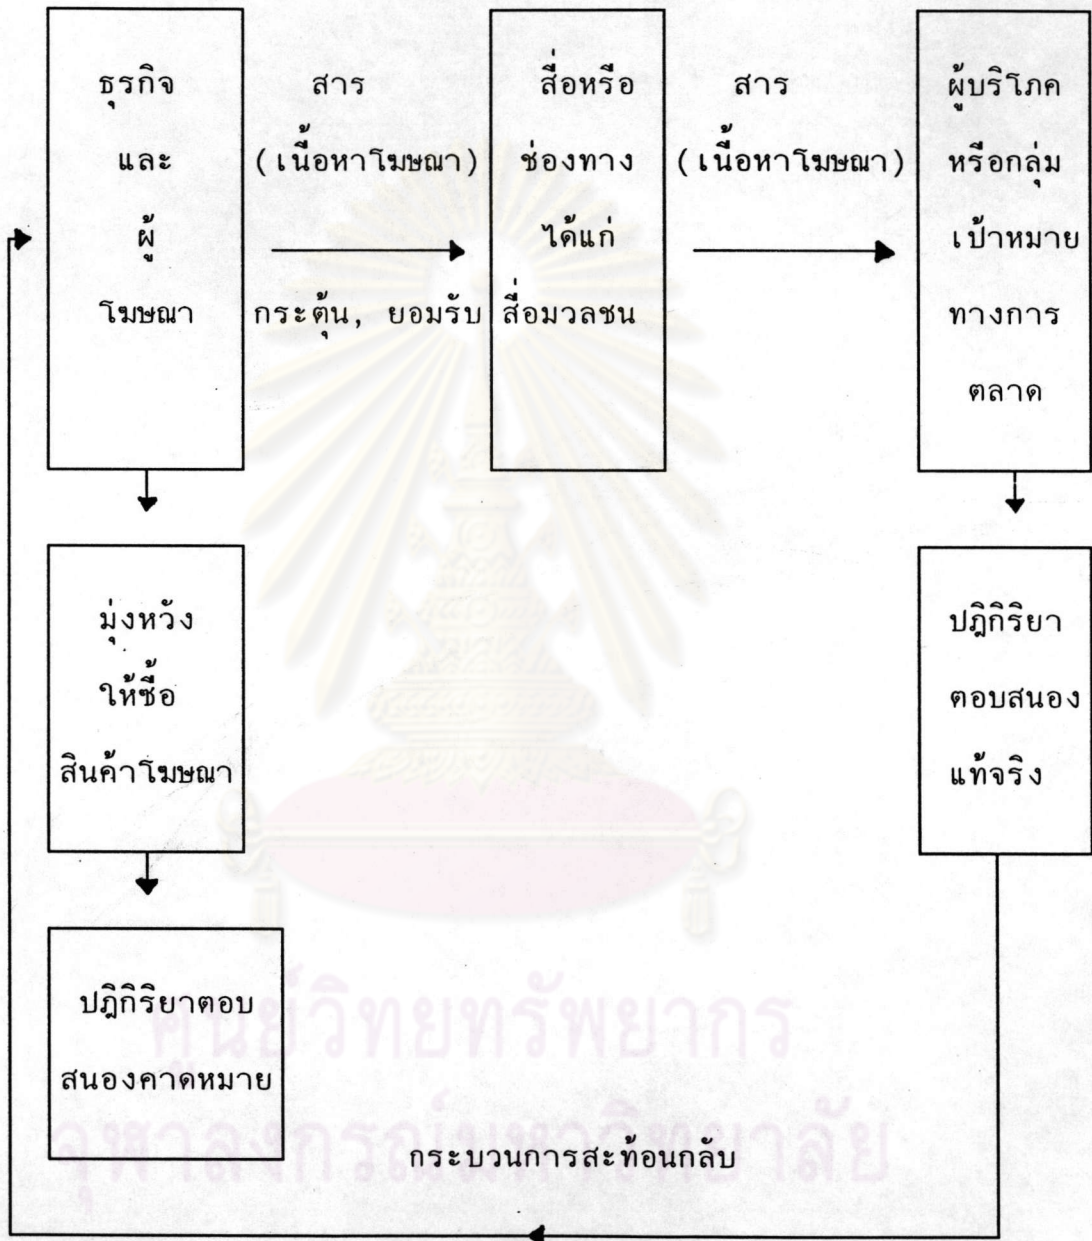 ธุรกิจ
และ
ผู้
โฆษณา
สาร
(เนื้อหาโฆษณา)
กระตุ้น, ยอมรับ
สื่อหรือ
ช่องทาง
ได้แก่
สื่อมวลชน
สาร
(เนื้อหาโฆษณา)
ผู้บริโภค
หรือกลุ่ม
เป้าหมาย
ทางการ
ตลาด
มุ่งหวัง
ให้ซื้อ
สินค้าโฆษณา
ปฎิกิริยา
ตอบสนอง
แท้จริง
ปฎิกิริยาตอบ
สนองคาดหมาย
กระบวนการสะท้อนกลับ
ศูนย์วิทยทรัพยากร
จุฬาลงกรณ์มหาวิทยาลัย